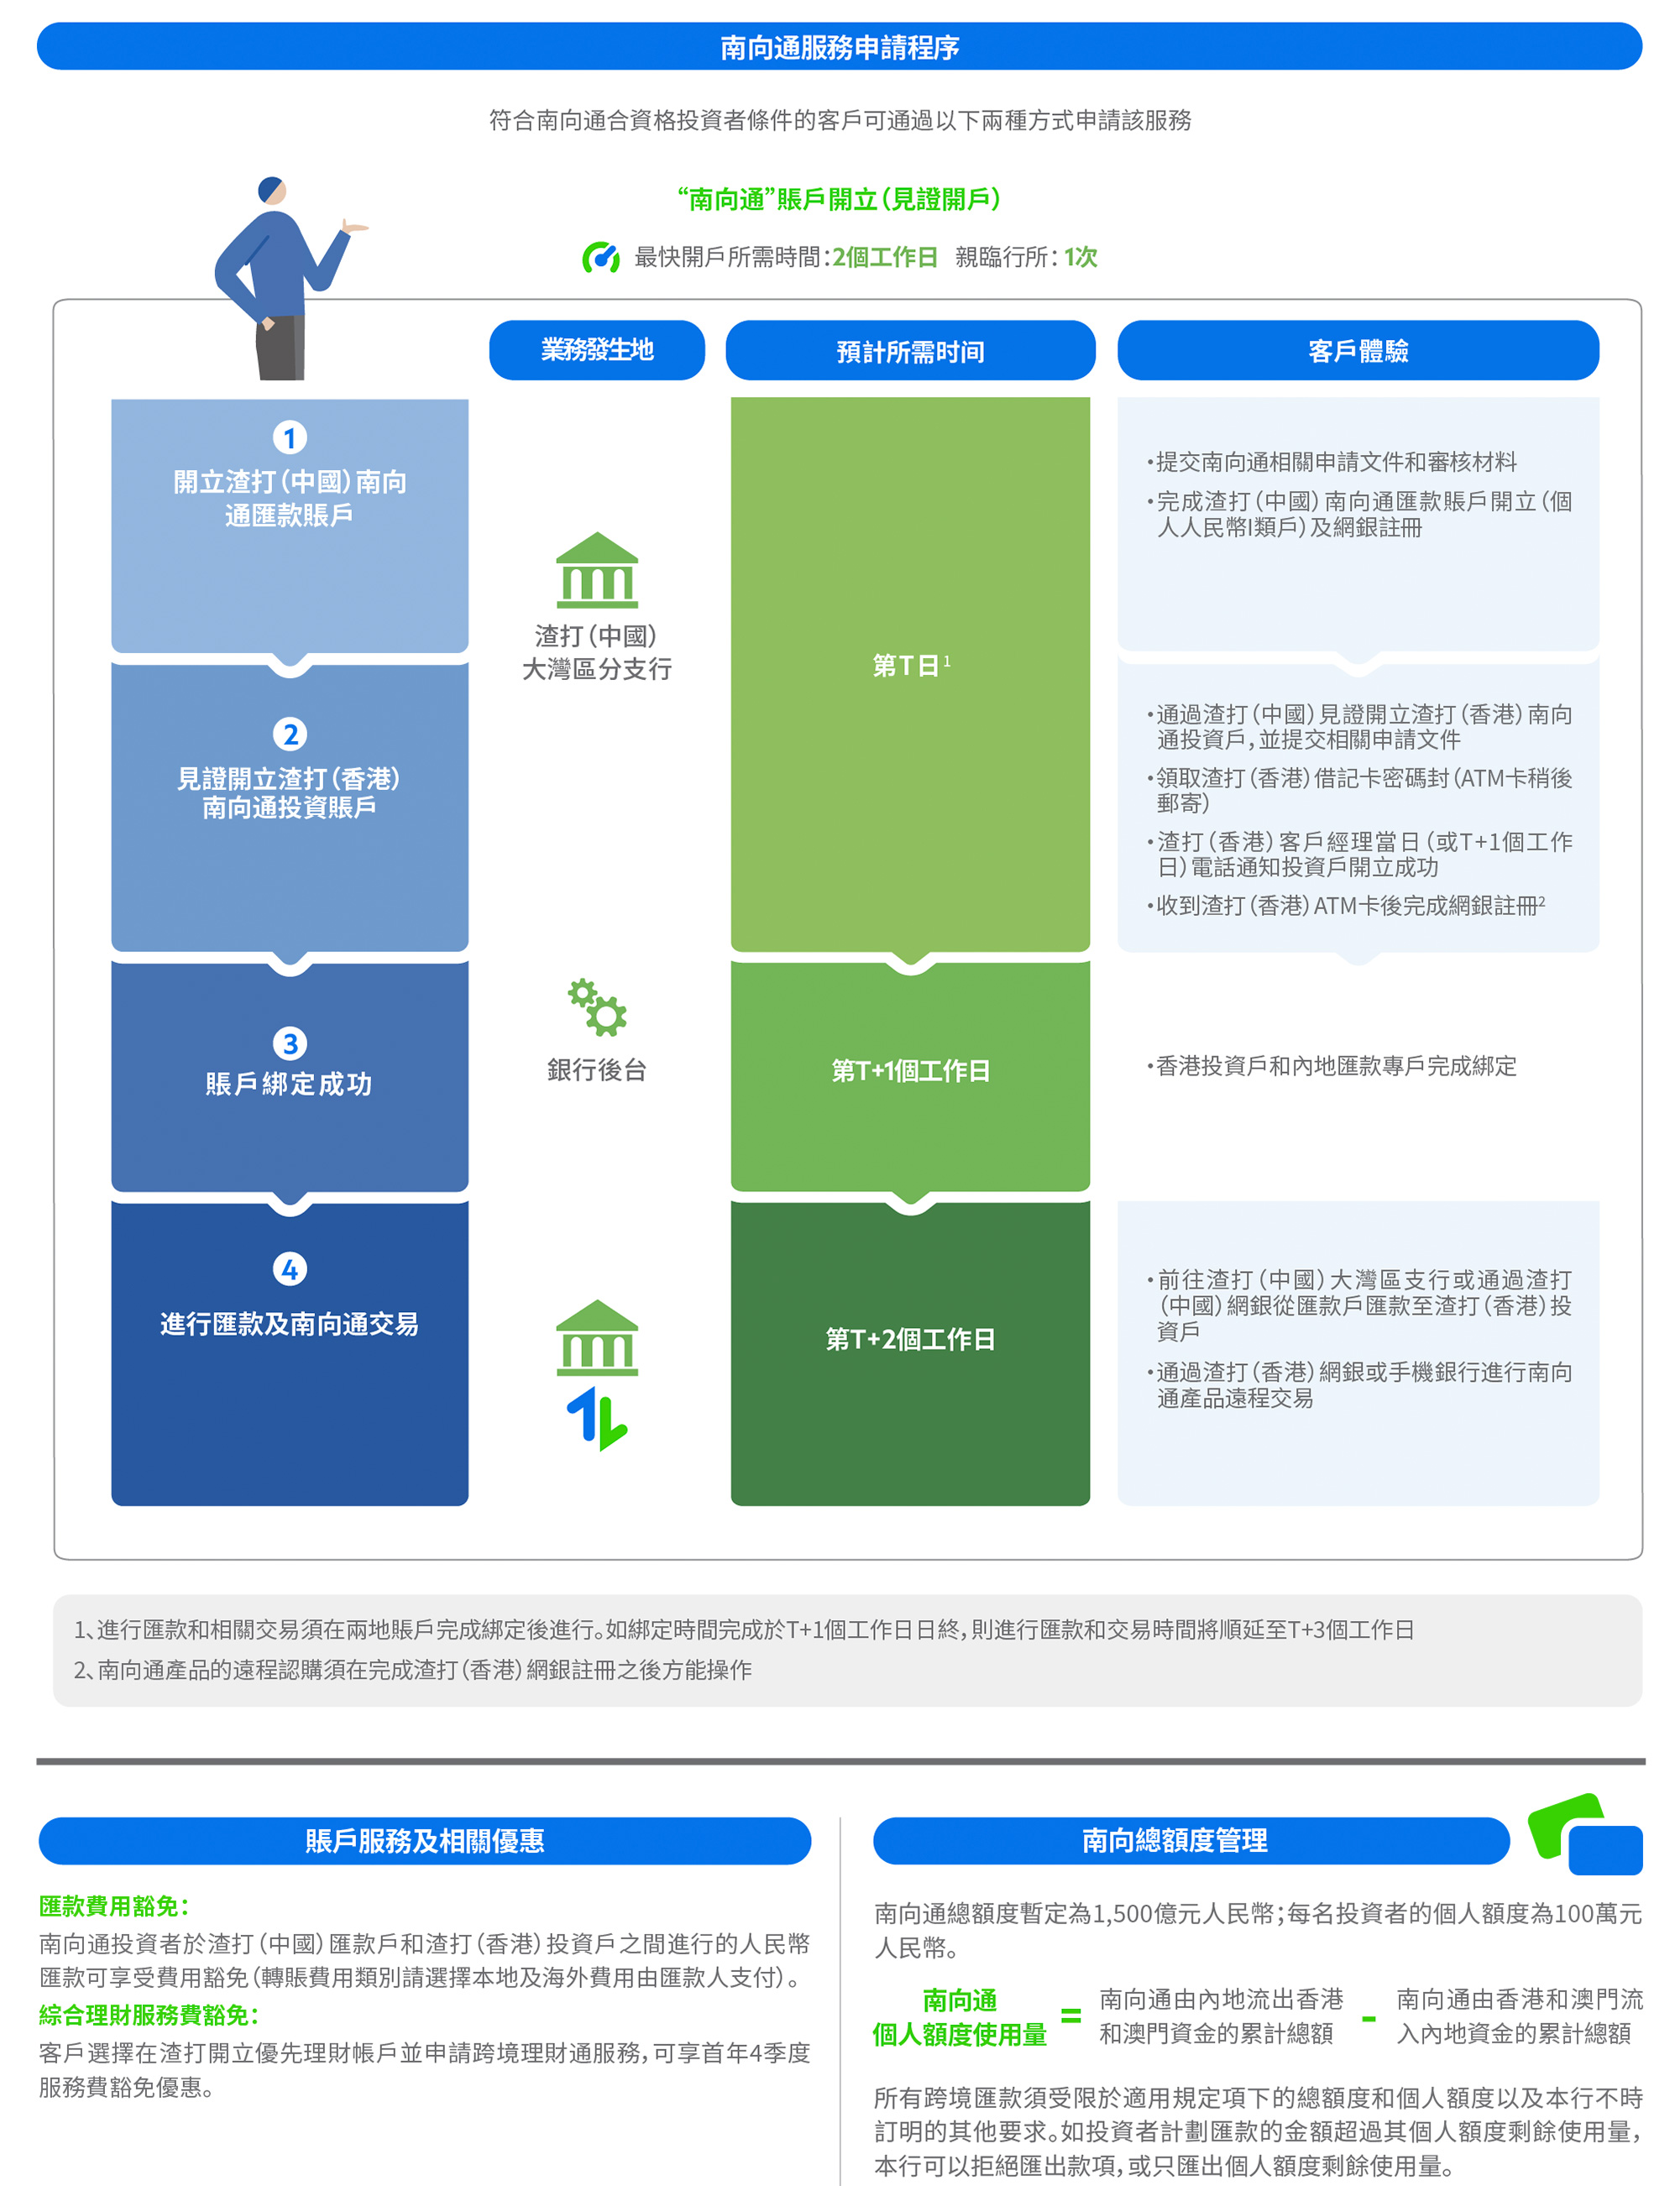 南向通服務申請程序
符合南向通合資格投資者條件的客戶可通過以下兩種方式申請該服務
“南向通”賬戶開立（見證開戶）
最快開戶所需時間：2個工作日 親臨行所：1次
業務發生地
預計所需时间
客戶體驗
1
開立渣打（中國）南向
通匯款賬戶
渣打（中國）
大灣區分支行
第T日1
•提交南向通相關申請文件和審核材料
•完成渣打（中國）南向通匯款賬戶開立（個
人人民幣I類戶）及網銀註冊
2
見證開立渣打（香港）
南向通投資賬戶
•通過渣打（中國）見證開立渣打（香港）南向
通投資戶，並提交相關申請文件
•領取渣打（香港）借記卡密碼封（ATM卡稍後
郵寄）
•渣打（香港）客戶經理當日（或T+1個工作
日）電話通知投資戶開立成功
•收到渣打（香港）ATM卡後完成網銀註冊2
3
賬戶綁定成功
銀行後台
第T+1個工作日
•香港投資戶和內地匯款專戶完成綁定
4
進行匯款及南向通交易
第T+2個工作日
•前往渣打（中國）大灣區支行或通過渣打
（中國）網銀從匯款戶匯款至渣打（香港）投
資戶
•通過渣打（香港）網銀或手機銀行進行南向
通產品遠程交易
1、進行匯款和相關交易須在兩地賬戶完成綁定後進行。如綁定時間完成於T+1個工作日日終，則進行匯款和交易時間將順延至T+3個工作日
2、南向通產品的遠程認購須在完成渣打（香港）網銀註冊之後方能操作
賬戶服務及相關優惠
匯款費用豁免：
南向通投資者於渣打（中國）匯款戶和渣打（香港）投資戶之間進行的人民幣
匯款可享受費用豁免（轉賬費用類別請選擇本地及海外費用由匯款人支付）。
綜合理財服務費豁免：
客戶選擇在渣打開立優先理財帳戶並申請跨境理財通服務，可享首年4季度
服務費豁免優惠。
南向總額度管理
南向通總額度暫定為1,500億元人民幣；每名投資者的個人額度為100萬元
人民幣。
南向通
個人額度使用量
=
南向通由內地流出香港
和澳門資金的累計總額
-
南向通由香港和澳門流
入內地資金的累計總額
所有跨境匯款須受限於適用規定項下的總額度和個人額度以及本行不時
訂明的其他要求。如投資者計劃匯款的金額超過其個人額度剩餘使用量，
本行可以拒絕匯出款項，或只匯出個人額度剩餘使用量。